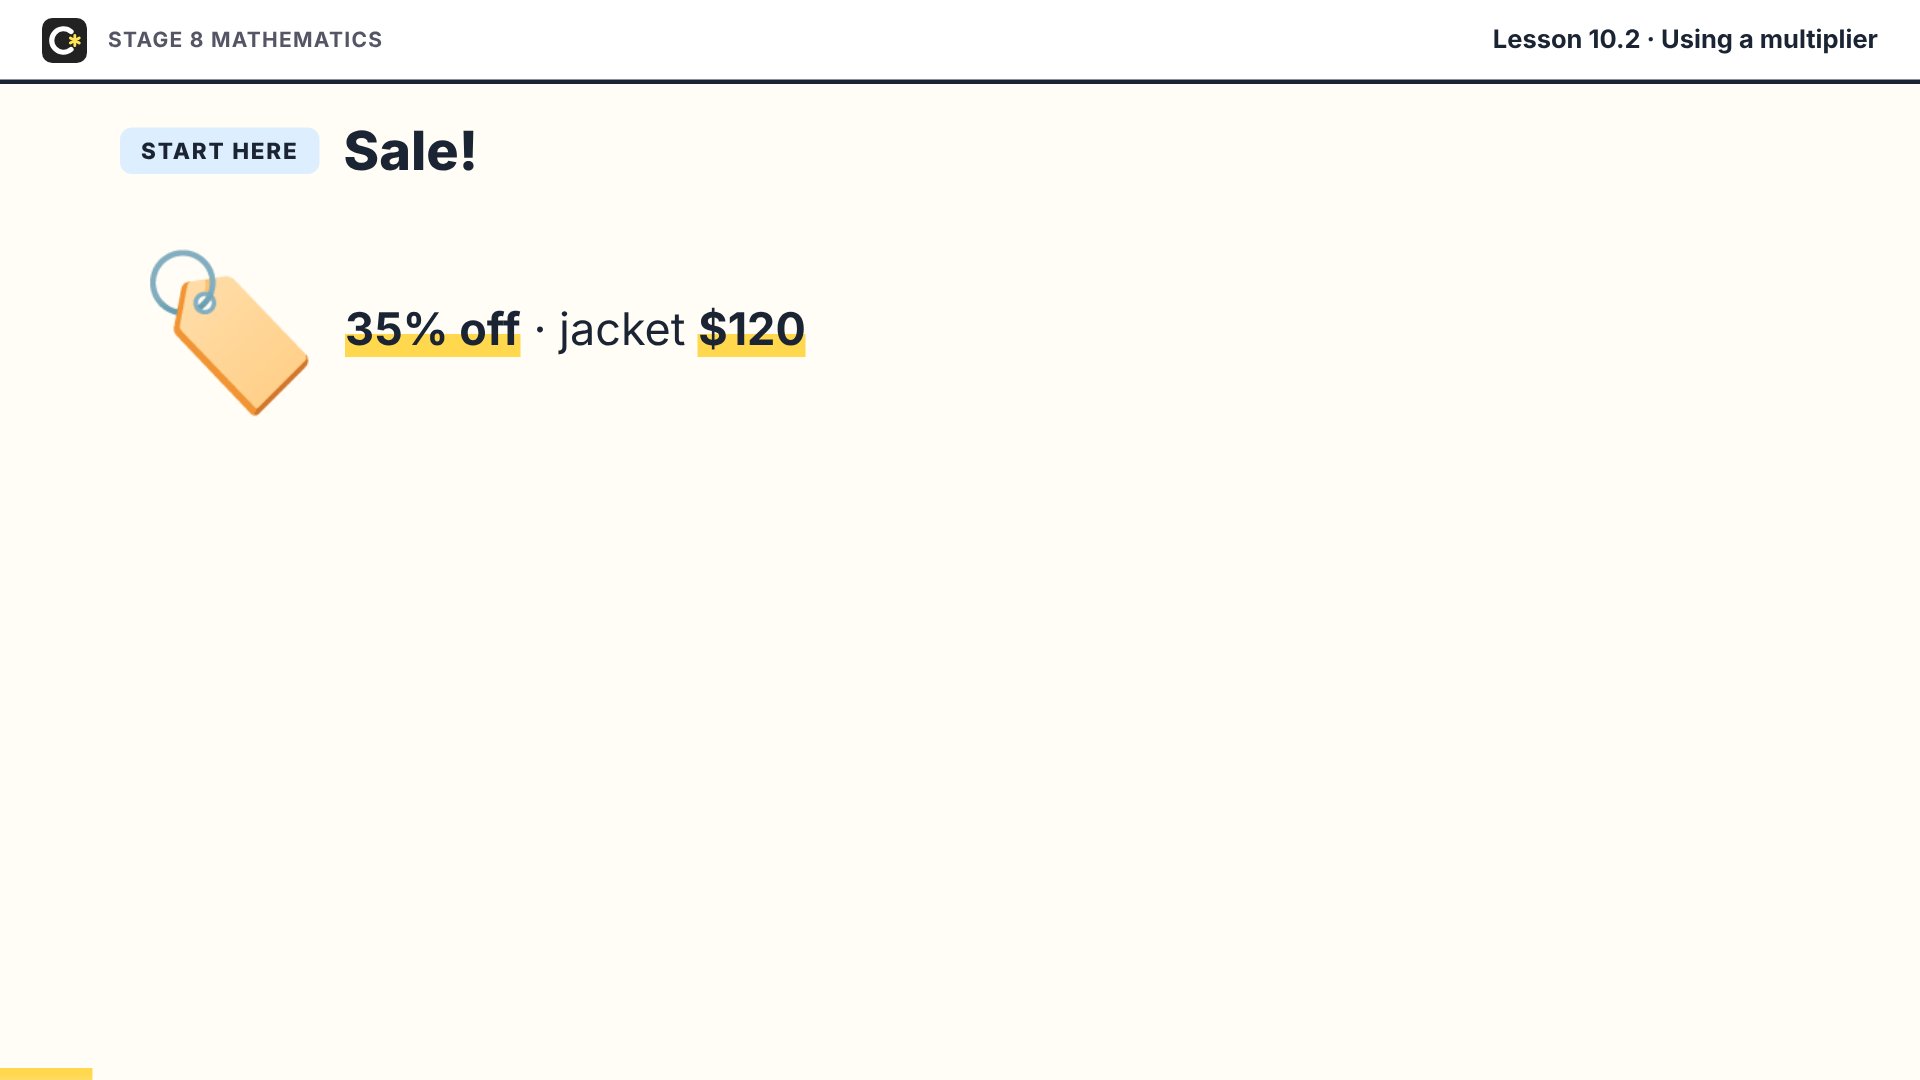 STAGE 8 MATHEMATICS
Lesson 10.2 · Using a multiplier
START HERE
Sale!
35% off · jacket $120